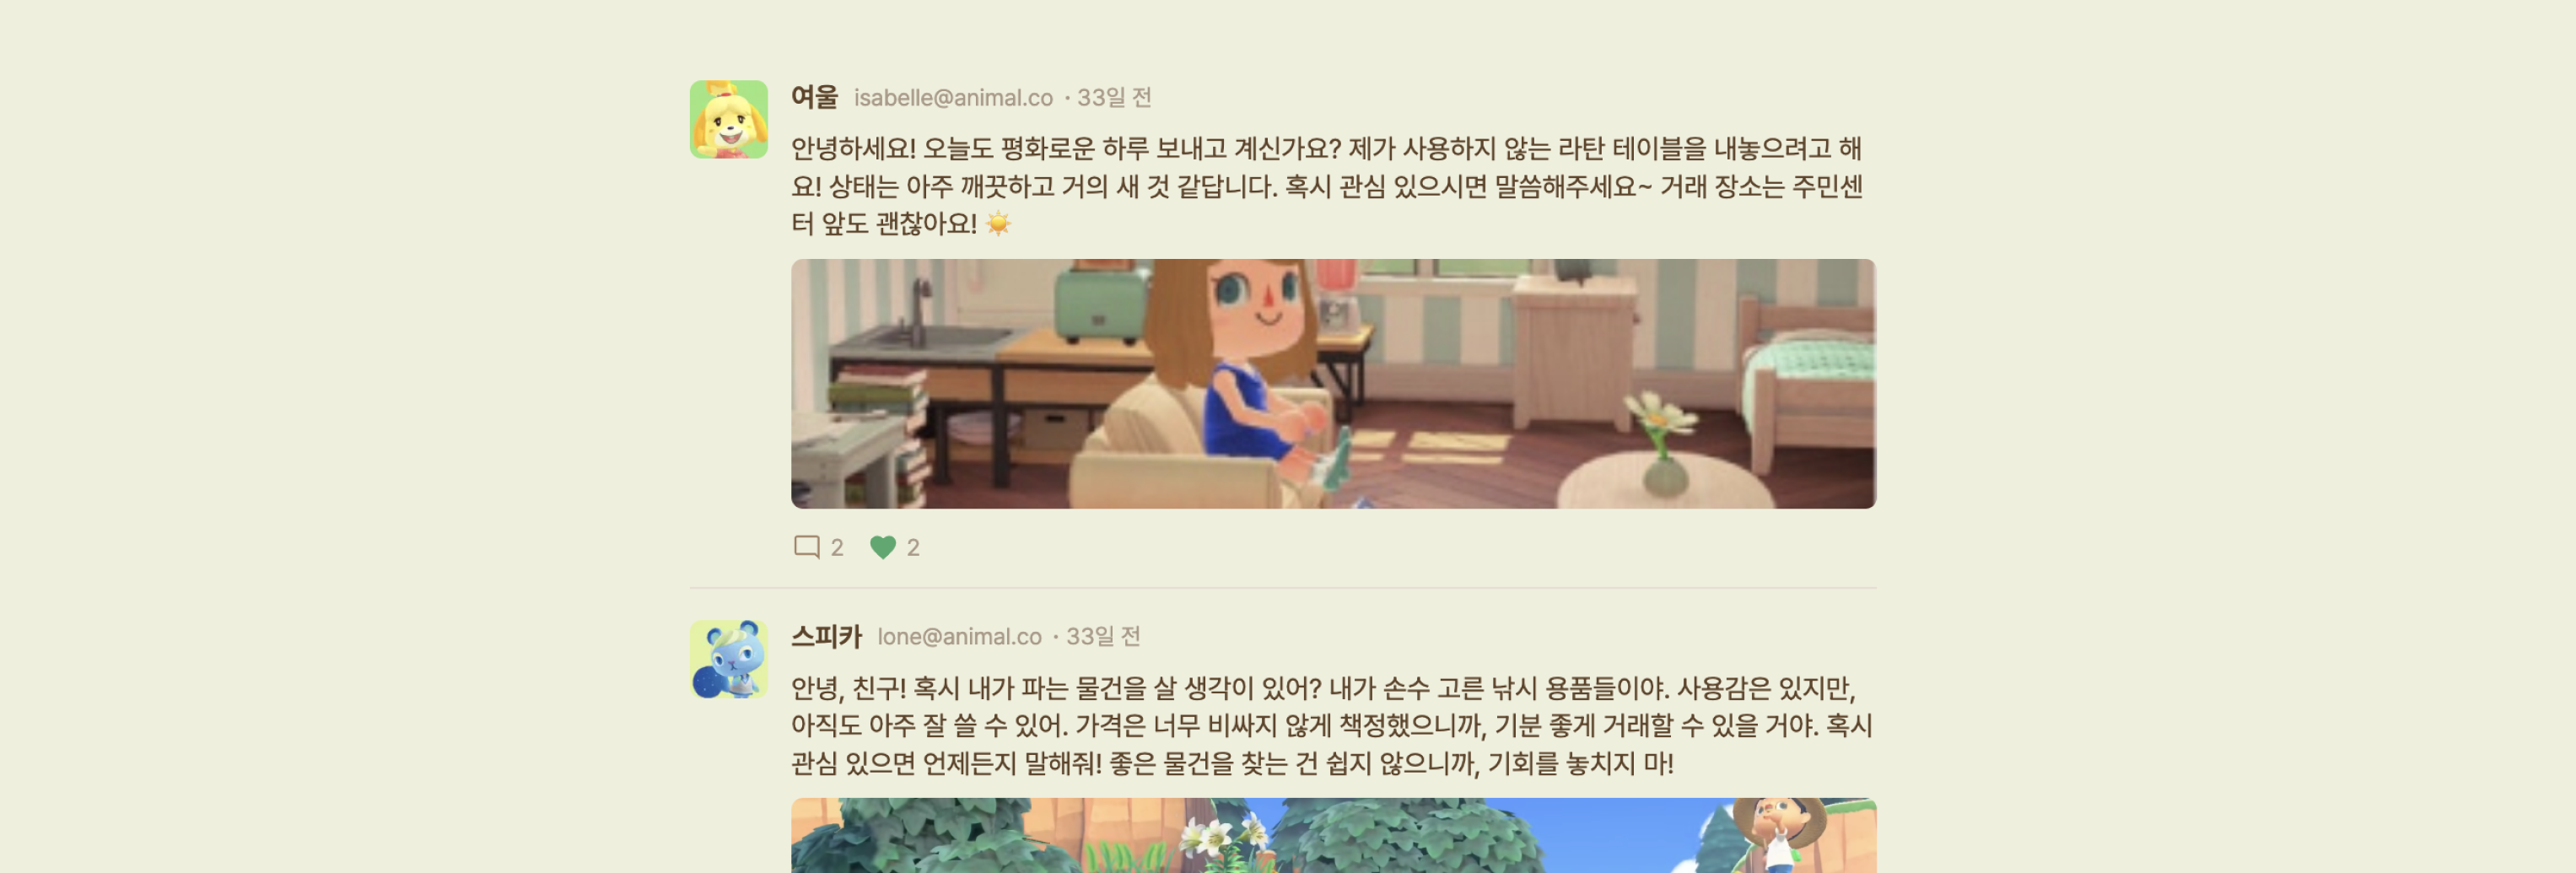 여울 isabelle@animal.co · 33일 전
안녕하세요! 오늘도 평화로운 하루 보내고 계신가요? 제가 사용하지 않는 라탄 테이블을 내놓으려고 해
요! 상태는 아주 깨끗하고 거의 새 것 같답니다. 혹시 관심 있으시면 말씀해주세요~ 거래 장소는 주민센
터 앞도 괜찮아요! ☀️
2 2
스피카 lone@animal.co · 33일 전
안녕, 친구! 혹시 내가 파는 물건을 살 생각이 있어? 내가 손수 고른 낚시 용품들이야. 사용감은 있지만,
아직도 아주 잘 쓸 수 있어. 가격은 너무 비싸지 않게 책정했으니까, 기분 좋게 거래할 수 있을 거야. 혹시
관심 있으면 언제든지 말해줘! 좋은 물건을 찾는 건 쉽지 않으니까, 기회를 놓치지 마!